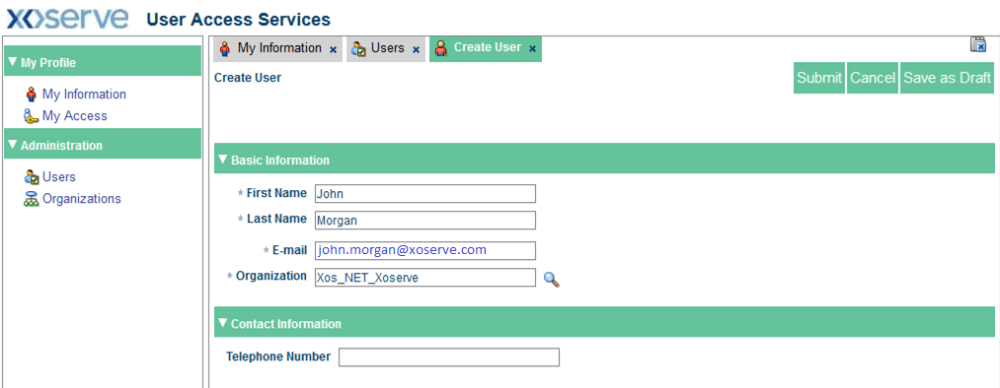 xoserve User Access Services
My Profile
My Information
My Access
Administration
Users
Organizations
My Information x Users x Create User x
Create User
Submit Cancel Save as Draft
Basic Information
* First Name John
* Last Name Morgan
* E-mail john.morgan@xoserve.com
* Organization Xos_NET_Xoserve
Contact Information
Telephone Number